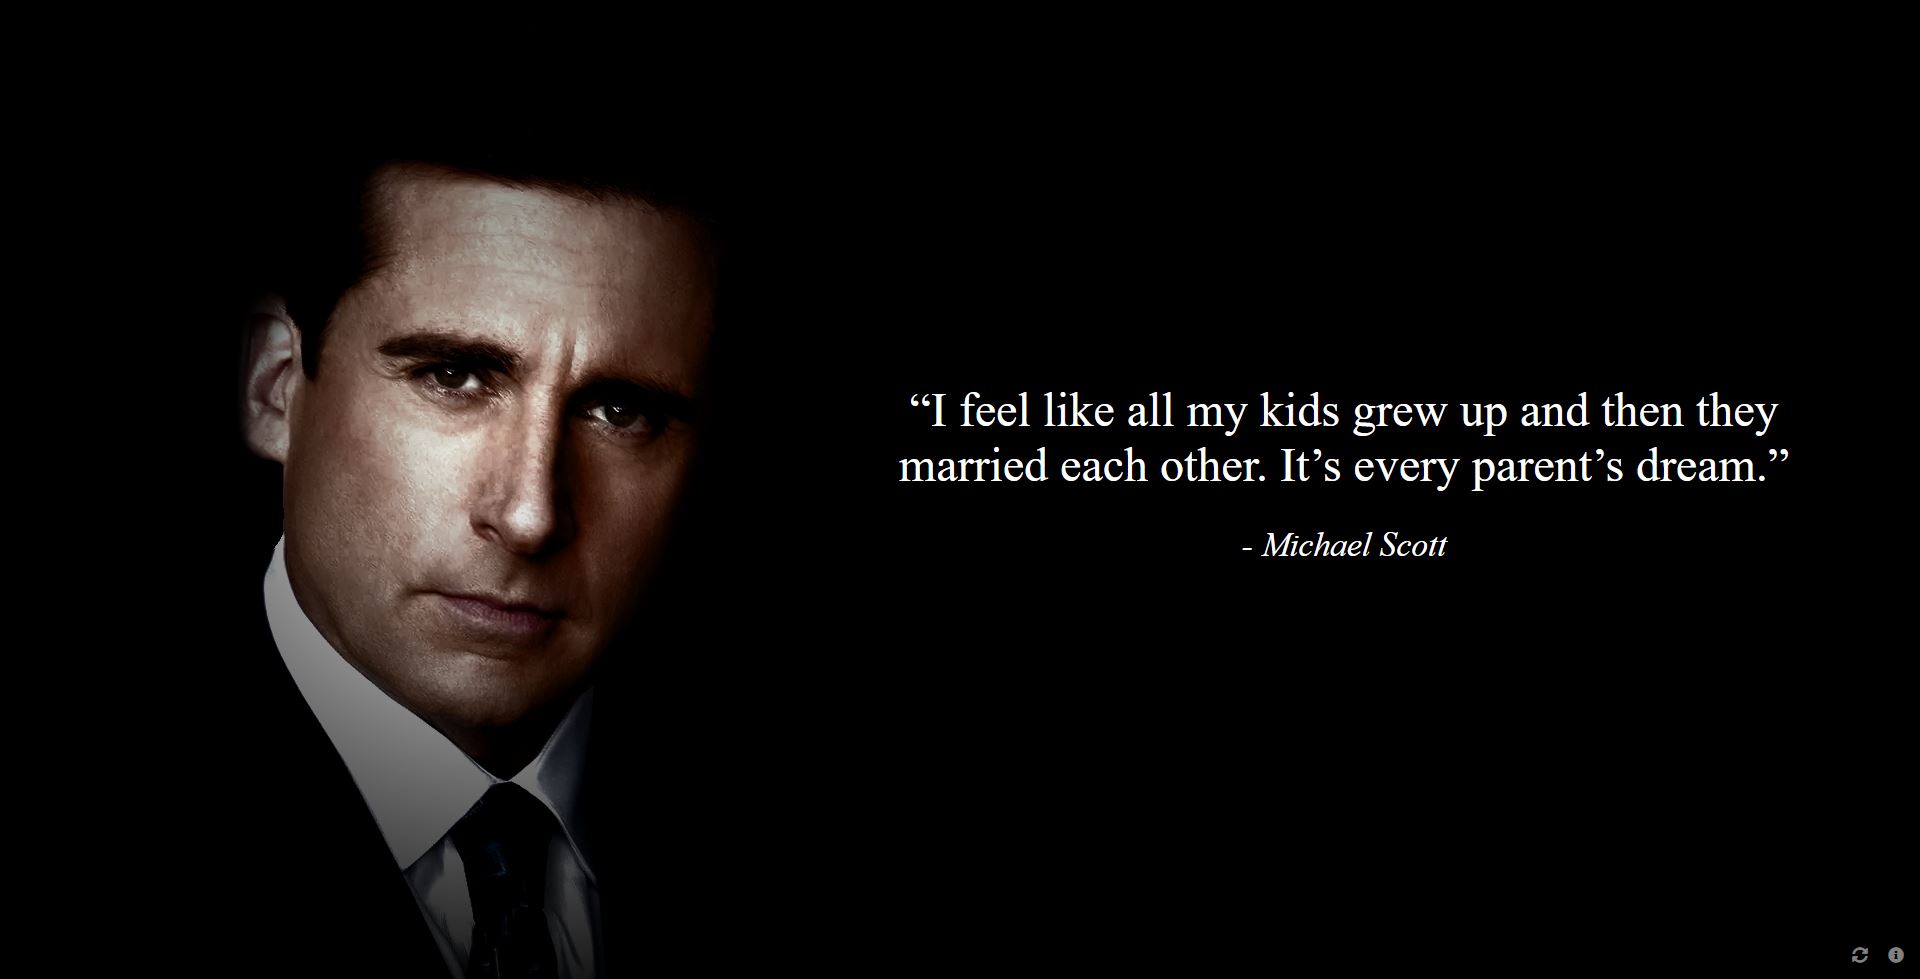 “I feel like all my kids grew up and then they
married each other. It’s every parent’s dream.”
- Michael Scott